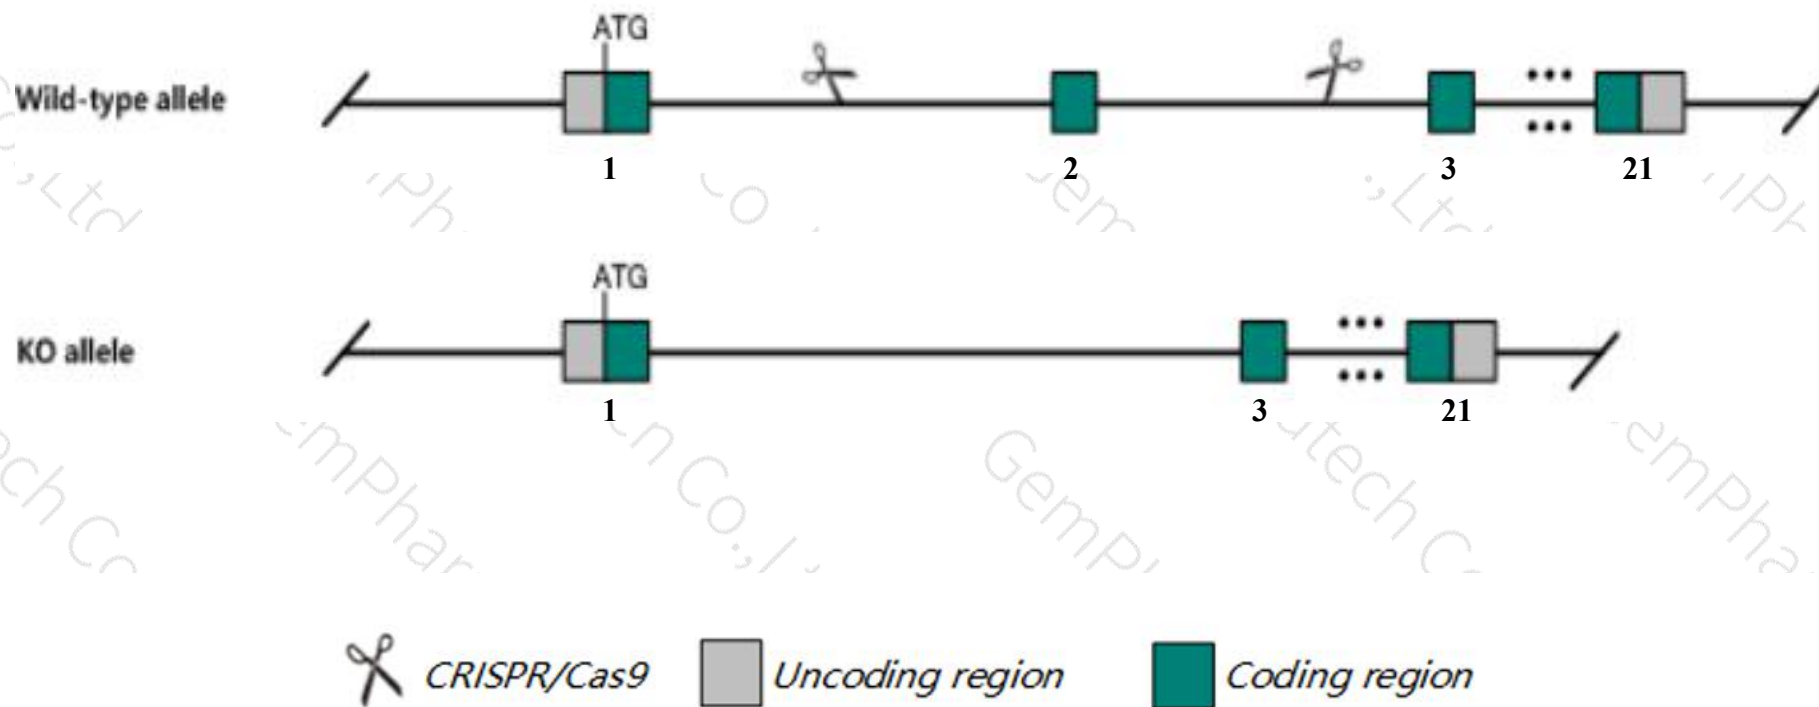 ATG
Wild-type allele
1 2 3 21
ATG
KO allele
1 3 21
CRISPR/Cas9 Uncoding region Coding region